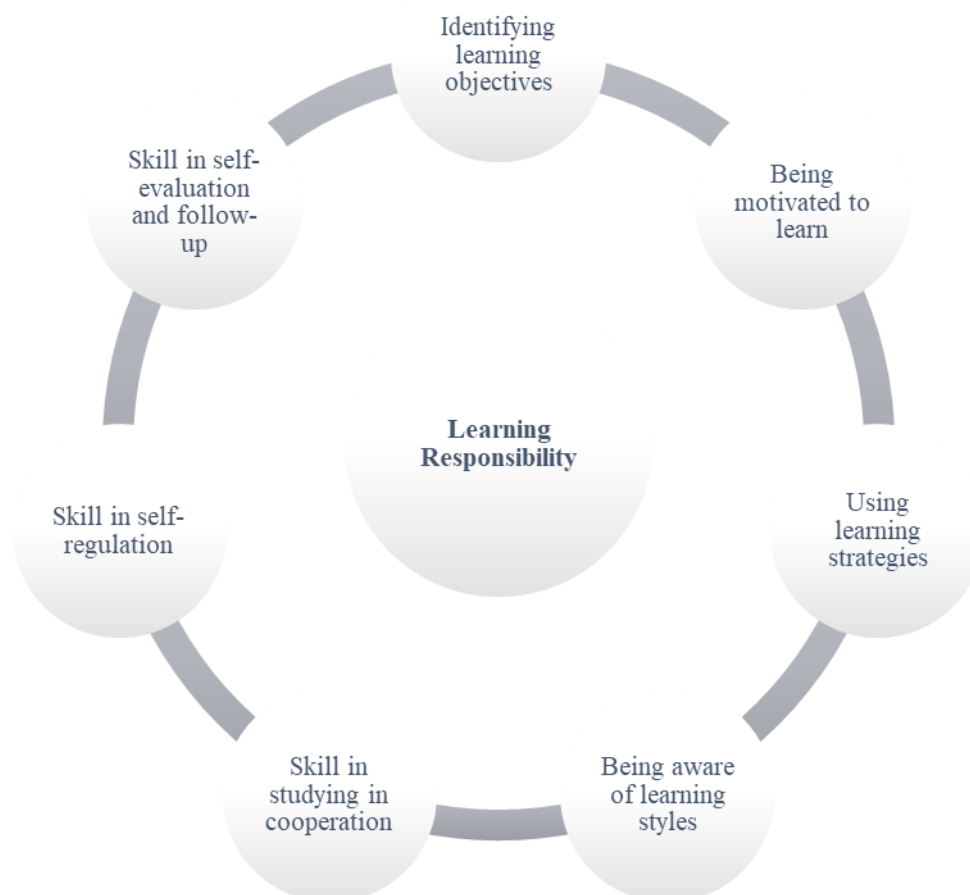 Identifying
learning
objectives
Being
motivated to
learn
Using
learning
strategies
Being aware
of learning
styles
Skill in
studying in
cooperation
Skill in self-
regulation
Skill in self-
evaluation
and follow-
up
Learning
Responsibility